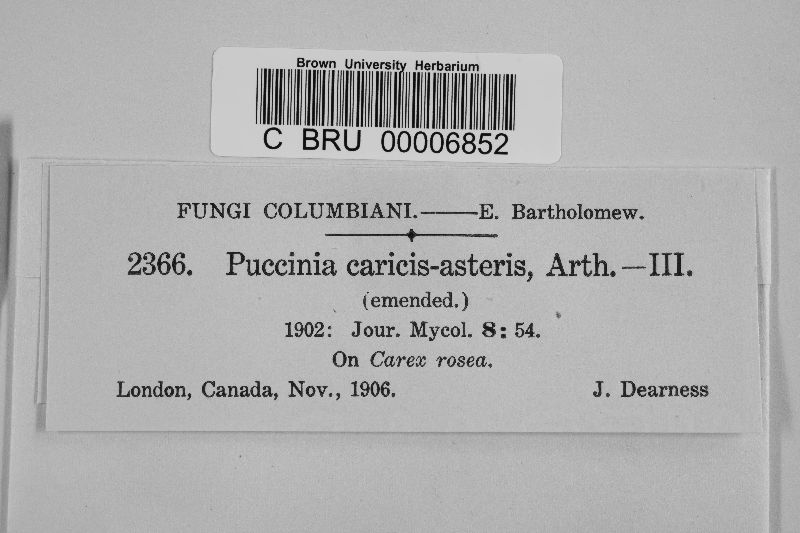 Brown University Herbarium
C BRU 00006852
FUNGI COLUMBIANI.——E. Bartholomew.
2366. Puccinia caricis-asteris, Arth.—III.
(emended.)
1902: Jour. Mycol. 8: 54.
On Carex rosea.
London, Canada, Nov., 1906. J. Dearness